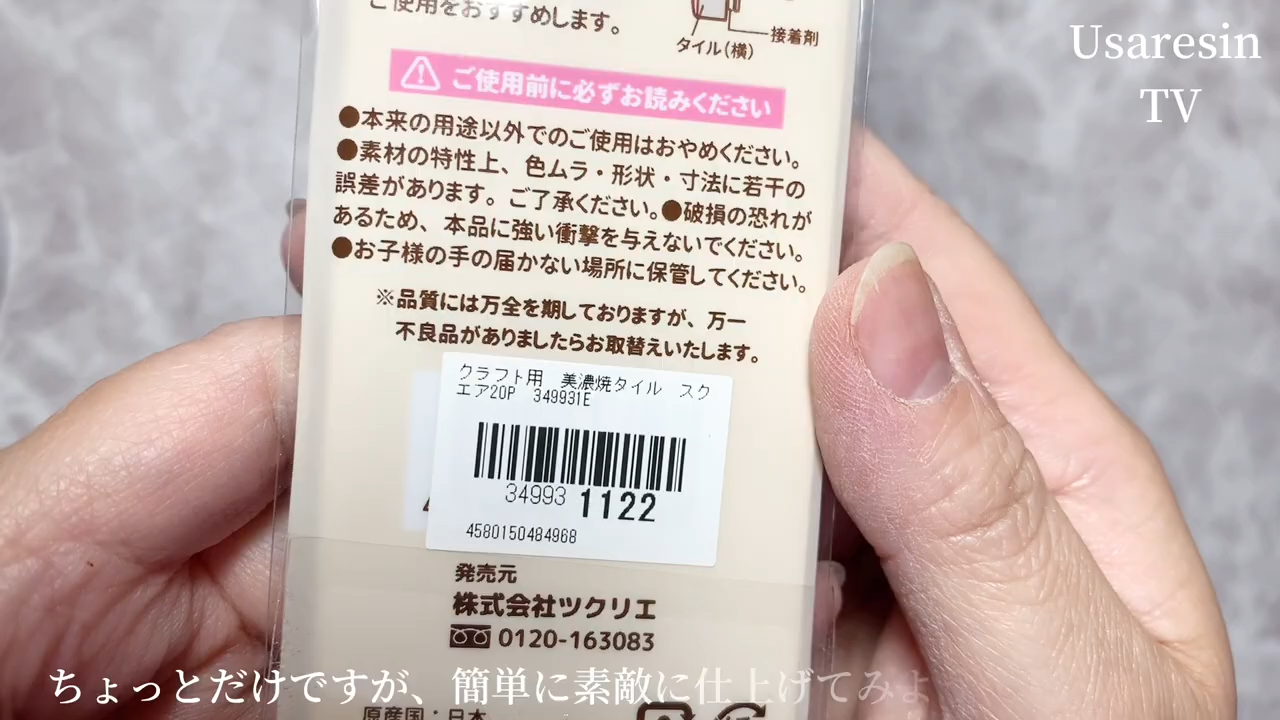 ご使用をおすすめします。
接着剤
タイル（横）
Usaresin
TV
ご使用前に必ずお読みください
●本来の用途以外でのご使用はおやめください。
●素材の特性上、色ムラ・形状・寸法に若干の
誤差があります。ご了承ください。●破損の恐れが
あるため、本品に強い衝撃を与えないでください。
●お子様の手の届かない場所に保管してください。
※品質には万全を期しておりますが、万一
不良品がありましたらお取替えいたします。
クラフト用　美濃焼タイル　スク
エア20P　349931E
34993 1122
4580150484968
発売元
株式会社ツクリエ
0120-163083
ちょっとだけですが、簡単に素敵に仕上げてみよ
原産国：日本